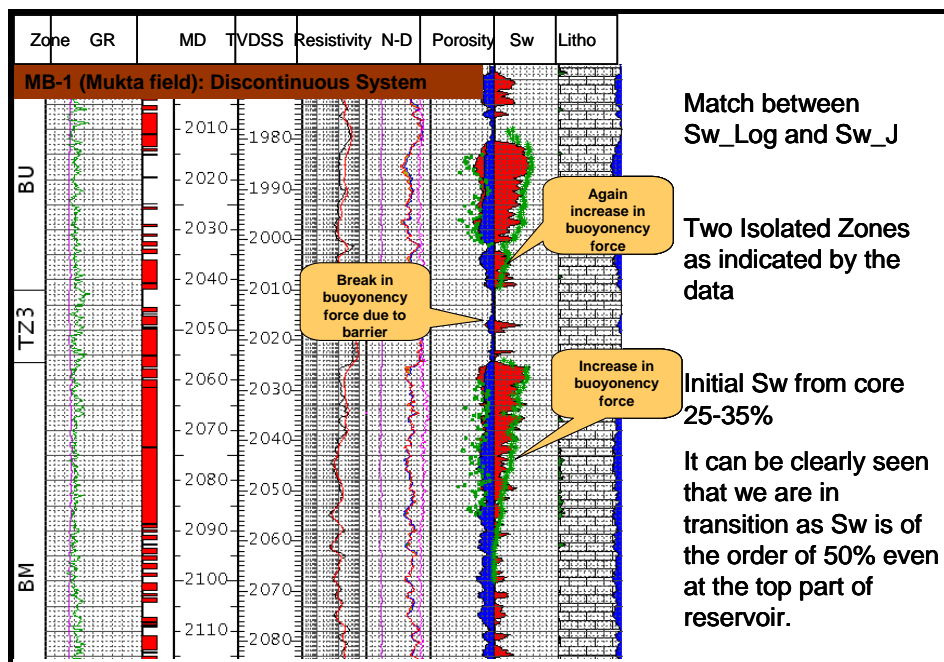 Zone GR MD TVDSS Resistivity N-D Porosity Sw Litho
MB-1 (Mukta field): Discontinuous System
BU
TZ3
BM
2010
2020
2030
2040
2050
2060
2070
2080
2090
2100
2110
1980
1990
2000
2010
2020
2030
2040
2050
2060
2070
2080
Again
increase in
buoyonency
force
Break in
buoyonency
force due to
barrier
Increase in
buoyonency
force
Match between
Sw_Log and Sw_J
Two Isolated Zones
as indicated by the
data
Initial Sw from core
25-35%
It can be clearly seen
that we are in
transition as Sw is of
the order of 50% even
at the top part of
reservoir.